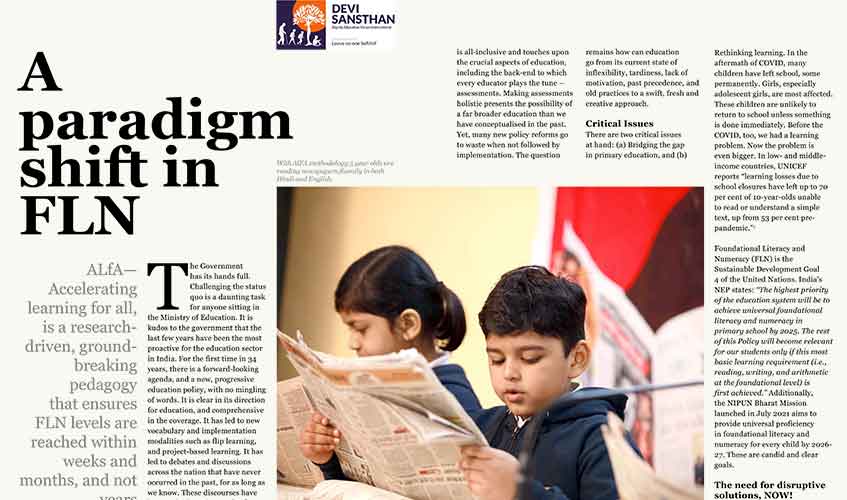 DEVI
SANSTHAN
Leave no one behind!
A
paradigm
shift in
FLN
ALfA—
Accelerating
learning for all,
is a research-
driven, ground-
breaking
pedagogy
that ensures
FLN levels are
reached within
weeks and
months, and not
years
The Government
has its hands full.
Challenging the status
quo is a daunting task
for anyone sitting in
the Ministry of Education. It is
kudos to the government that the
last few years have been the most
proactive for the education sector
in India. For the first time in 34
years, there is a forward-looking
agenda, and a new, progressive
education policy, with no mingling
of words. It is clear in its direction
for education, and comprehensive
in the coverage. It has led to new
vocabulary and implementation
modalities such as flip learning,
and project-based learning. It has
led to debates and discussions
across the nation that have never
occurred in the past, for as long as
we know. These discourses have
With ALfA methodology 5 year olds are
reading newspapers fluently in both
Hindi and English.
is all-inclusive and touches upon
the crucial aspects of education,
including the back-end to which
every educator plays the tune –
assessments. Making assessments
holistic presents the possibility of
a far broader education than we
have conceptualised in the past.
Yet, many new policy reforms go
to waste when not followed by
implementation. The question
remains how can education
go from its current state of
inflexibility, tardiness, lack of
motivation, past precedence, and
old practices to a swift, fresh and
creative approach.
Critical Issues
There are two critical issues
at hand: (a) Bridging the gap
in primary education, and (b)
Rethinking learning. In the
aftermath of COVID, many
children have left school, some
permanently. Girls, especially
adolescent girls, are most affected.
These children are unlikely to
return to school unless something
is done immediately. Before the
COVID, too, we had a learning
problem. Now the problem is
even bigger. In low- and middle-
income countries, UNICEF
reports "learning losses due to
school closures have left up to 70
per cent of 10-year-olds unable
to read or understand a simple
text, up from 53 per cent pre-
pandemic."
Foundational Literacy and
Numeracy (FLN) is the
Sustainable Development Goal
4 of the United Nations. India's
NEP states: "The highest priority
of the education system will be to
achieve universal foundational
literacy and numeracy in
primary school by 2025. The rest
of this Policy will become relevant
for our students only if this most
basic learning requirement (i.e.,
reading, writing, and arithmetic
at the foundational level) is
first achieved." Additionally,
the NIPUN Bharat Mission
launched in July 2021 aims to
provide universal proficiency
in foundational literacy and
numeracy for every child by 2026-
27. These are candid and clear
goals.
The need for disruptive
solutions, NOW!